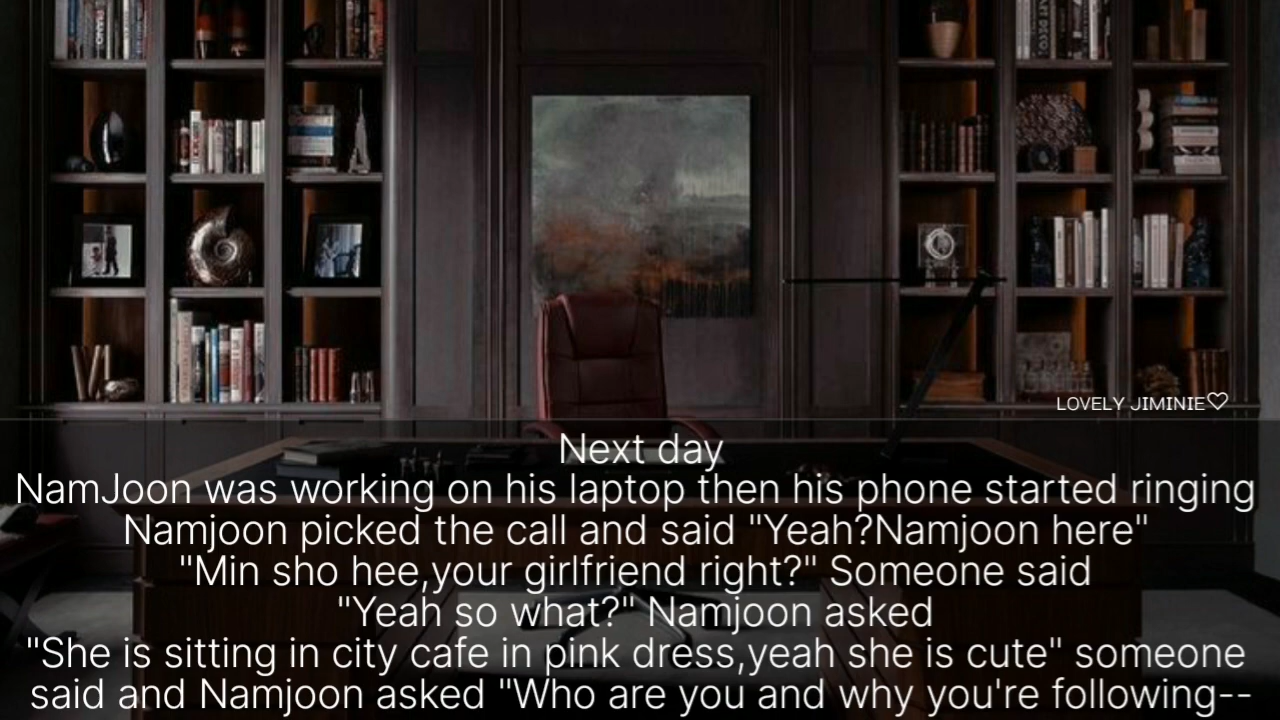 LOVELY JIMINIE♡
Next day
NamJoon was working on his laptop then his phone started ringing
Namjoon picked the call and said "Yeah?Namjoon here"
"Min sho hee,your girlfriend right?" Someone said
"Yeah so what?" Namjoon asked
"She is sitting in city cafe in pink dress,yeah she is cute" someone
said and Namjoon asked "Who are you and why you're following--